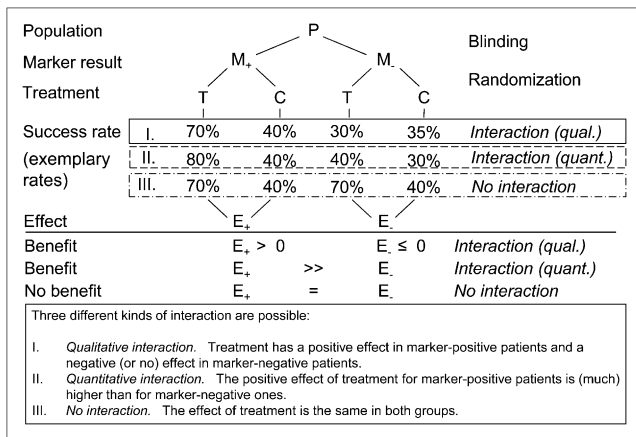 Population P Blinding
Marker result M+ M-
Randomization
Treatment T C T C
Success rate I. 70% 40% 30% 35% Interaction (qual.)
(exemplary II. 80% 40% 40% 30% Interaction (quant.)
rates) III. 70% 40% 70% 40% No interaction
Effect E+ E-
Benefit E+ > 0 E- ≤ 0 Interaction (qual.)
Benefit E+ >> E- Interaction (quant.)
No benefit E+ = E- No interaction
Three different kinds of interaction are possible:
I. Qualitative interaction. Treatment has a positive effect in marker-positive patients and a
negative (or no) effect in marker-negative patients.
II. Quantitative interaction. The positive effect of treatment for marker-positive patients is (much)
higher than for marker-negative ones.
III. No interaction. The effect of treatment is the same in both groups.